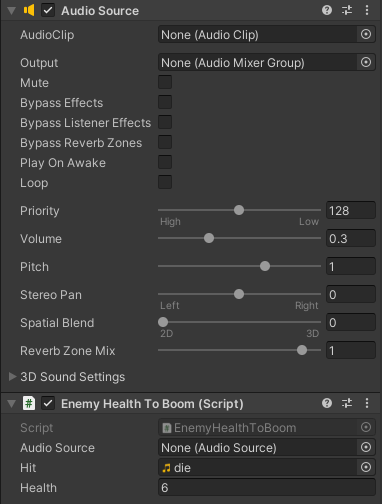 Audio Source
AudioClip None (Audio Clip)
Output None (Audio Mixer Group)
Mute
Bypass Effects
Bypass Listener Effects
Bypass Reverb Zones
Play On Awake
Loop
Priority 128
High Low
Volume 0.3
Pitch 1
Stereo Pan 0
Left Right
Spatial Blend 0
2D 3D
Reverb Zone Mix 1
3D Sound Settings
# Enemy Health To Boom (Script)
Script # EnemyHealthToBoom
Audio Source None (Audio Source)
Hit die
Health 6